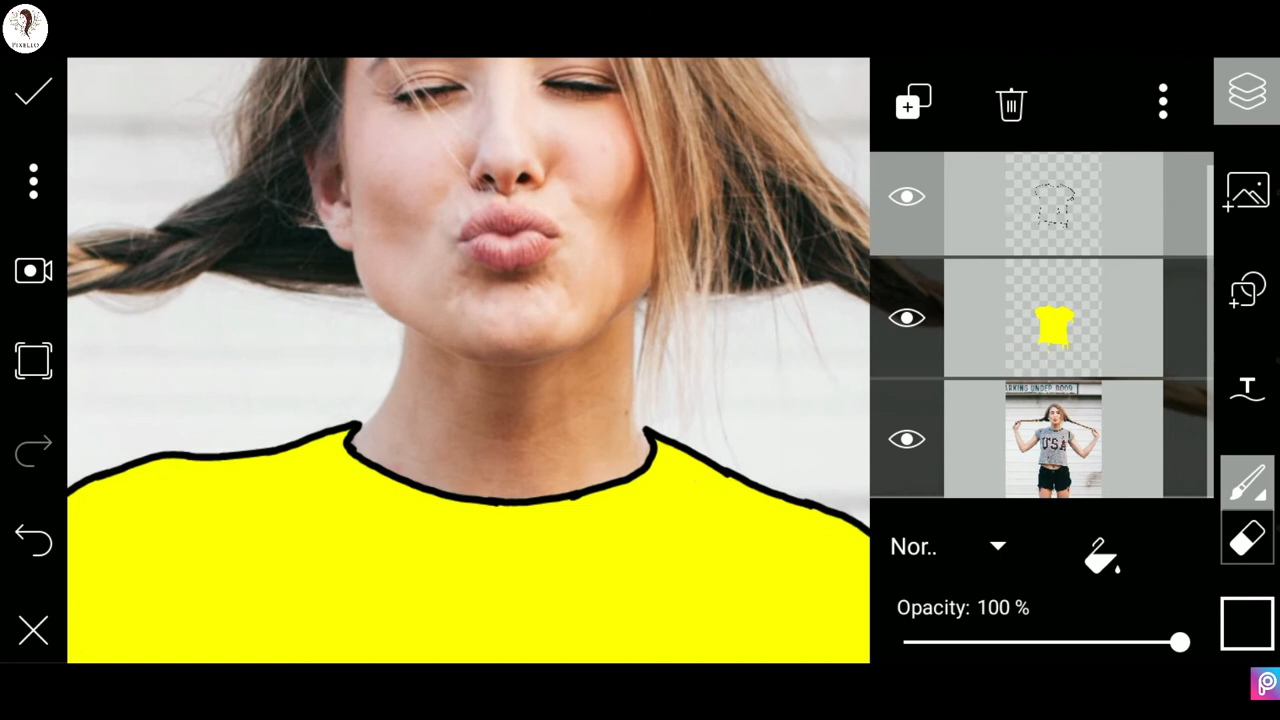 PIXELLO
ARKING UNDER DOOR
USA
T
Nor..
Opacity: 100 %